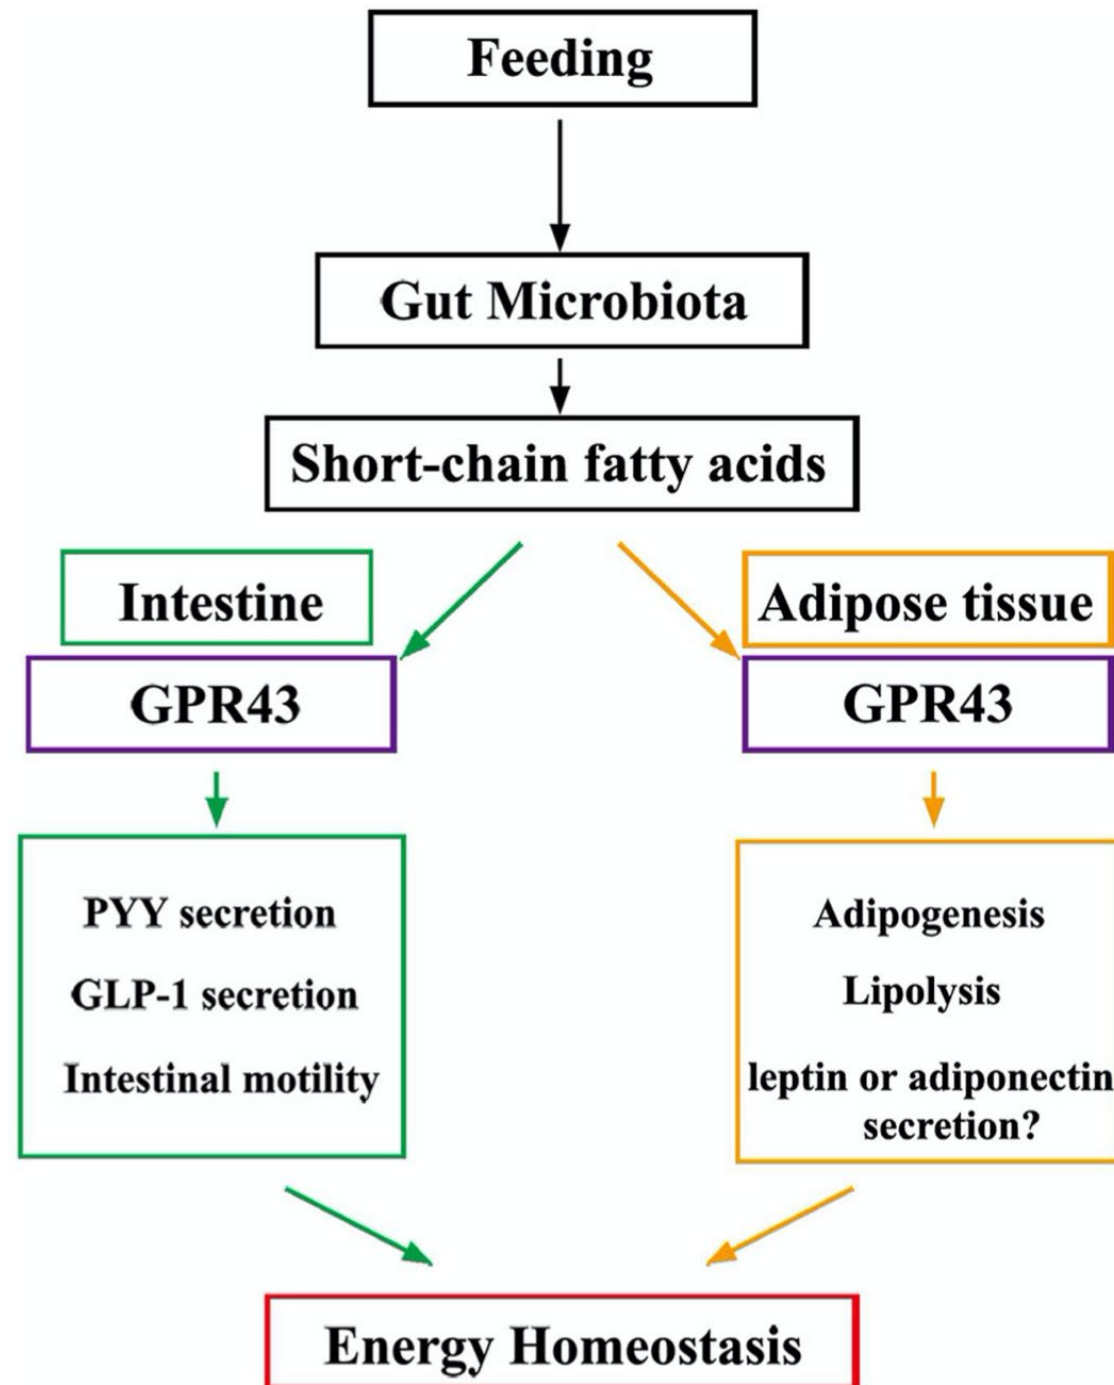 Feeding
Gut Microbiota
Short-chain fatty acids
Intestine
GPR43
PYY secretion
GLP-1 secretion
Intestinal motility
Adipose tissue
GPR43
Adipogenesis
Lipolysis
leptin or adiponectin
secretion?
Energy Homeostasis